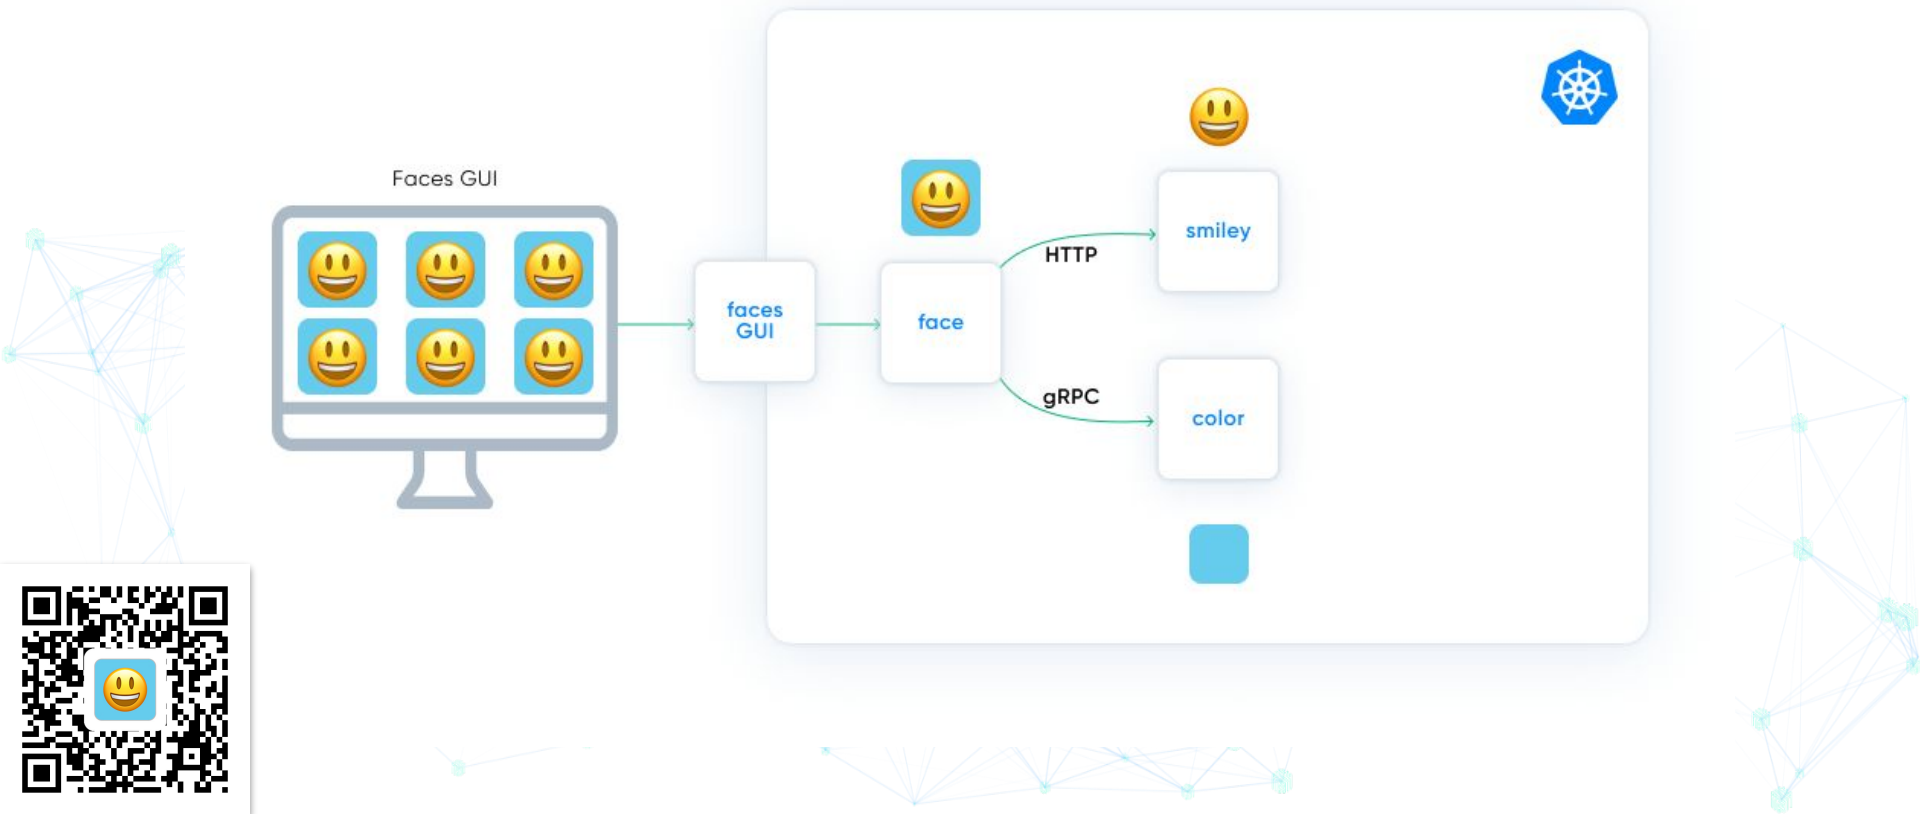 Faces GUI
faces
GUI
face
HTTP
gRPC
smiley
color